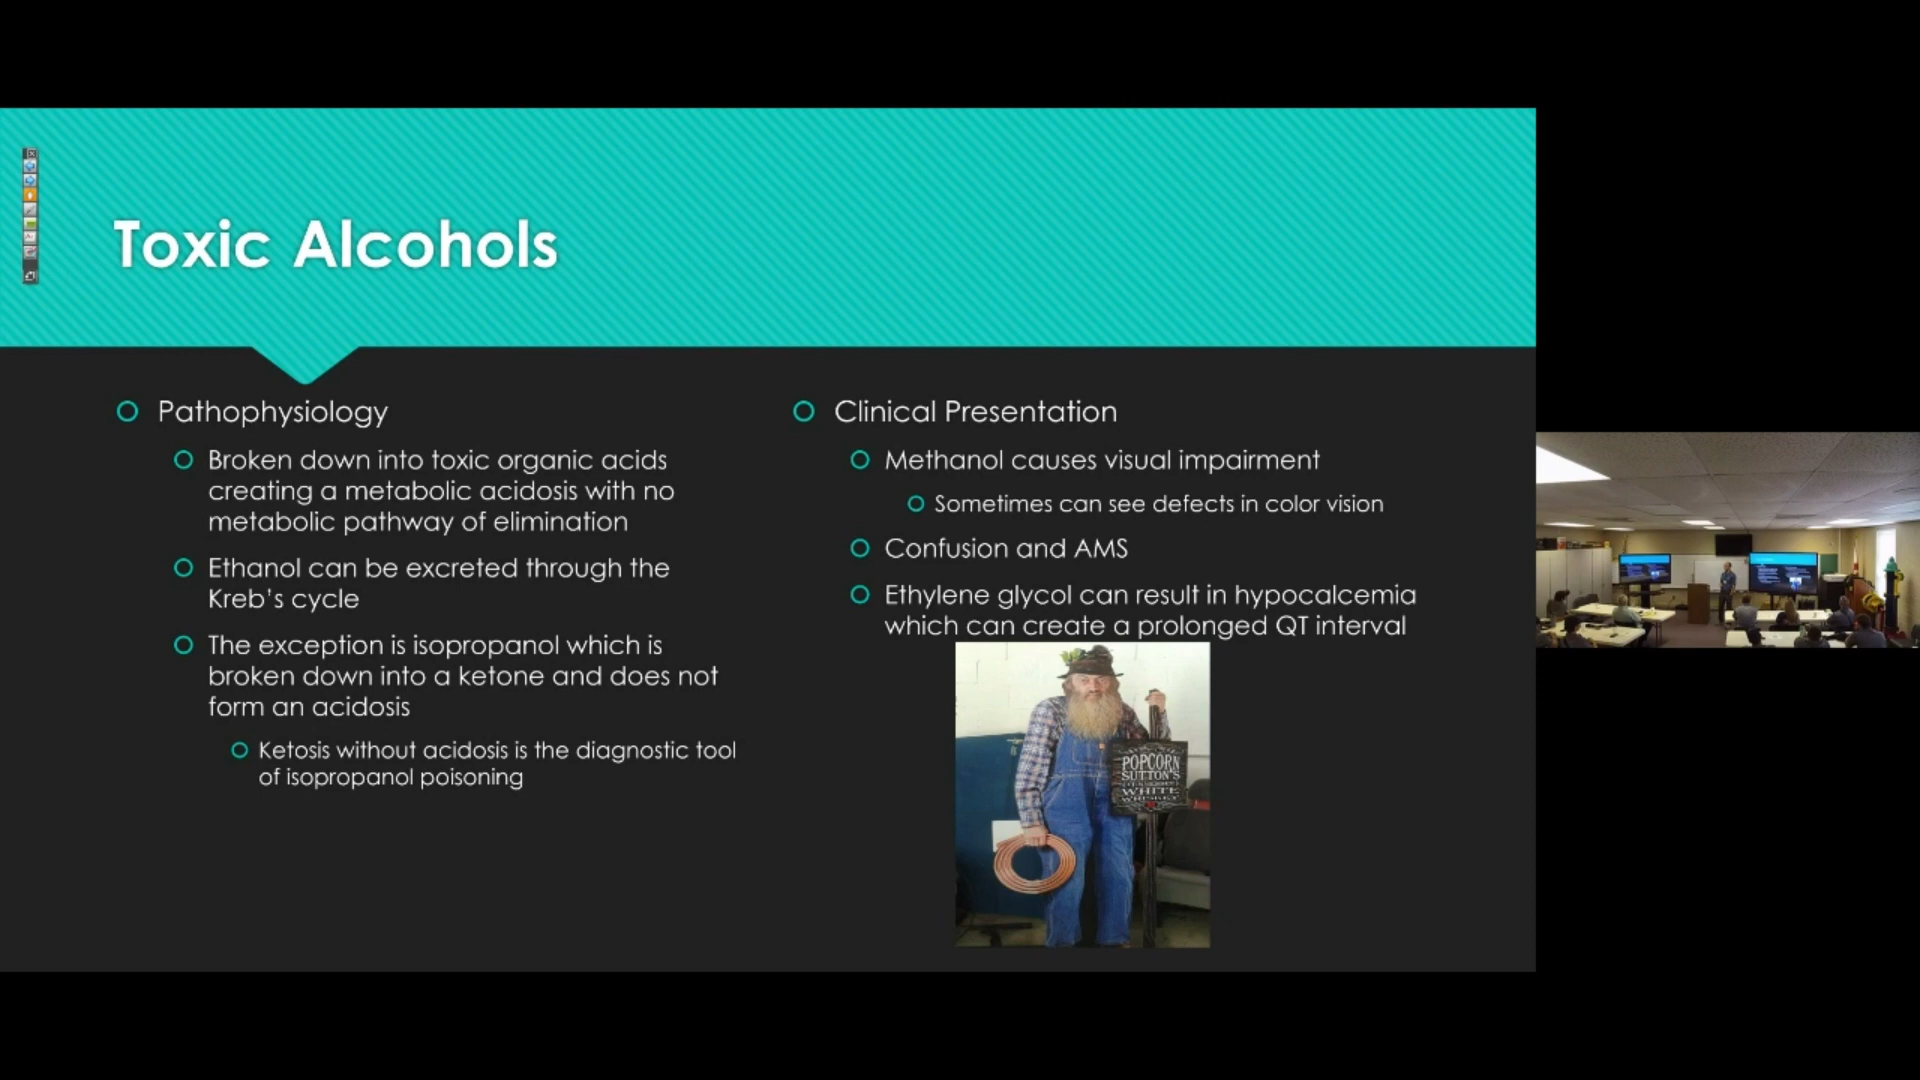 Toxic Alcohols
Pathophysiology
Broken down into toxic organic acids
creating a metabolic acidosis with no
metabolic pathway of elimination
Ethanol can be excreted through the
Kreb's cycle
The exception is isopropanol which is
broken down into a ketone and does not
form an acidosis
Ketosis without acidosis is the diagnostic tool
of isopropanol poisoning
Clinical Presentation
Methanol causes visual impairment
Sometimes can see defects in color vision
Confusion and AMS
Ethylene glycol can result in hypocalcemia
which can create a prolonged QT interval
POPCORN
SUTTON'S
WHITE
WHISKEY